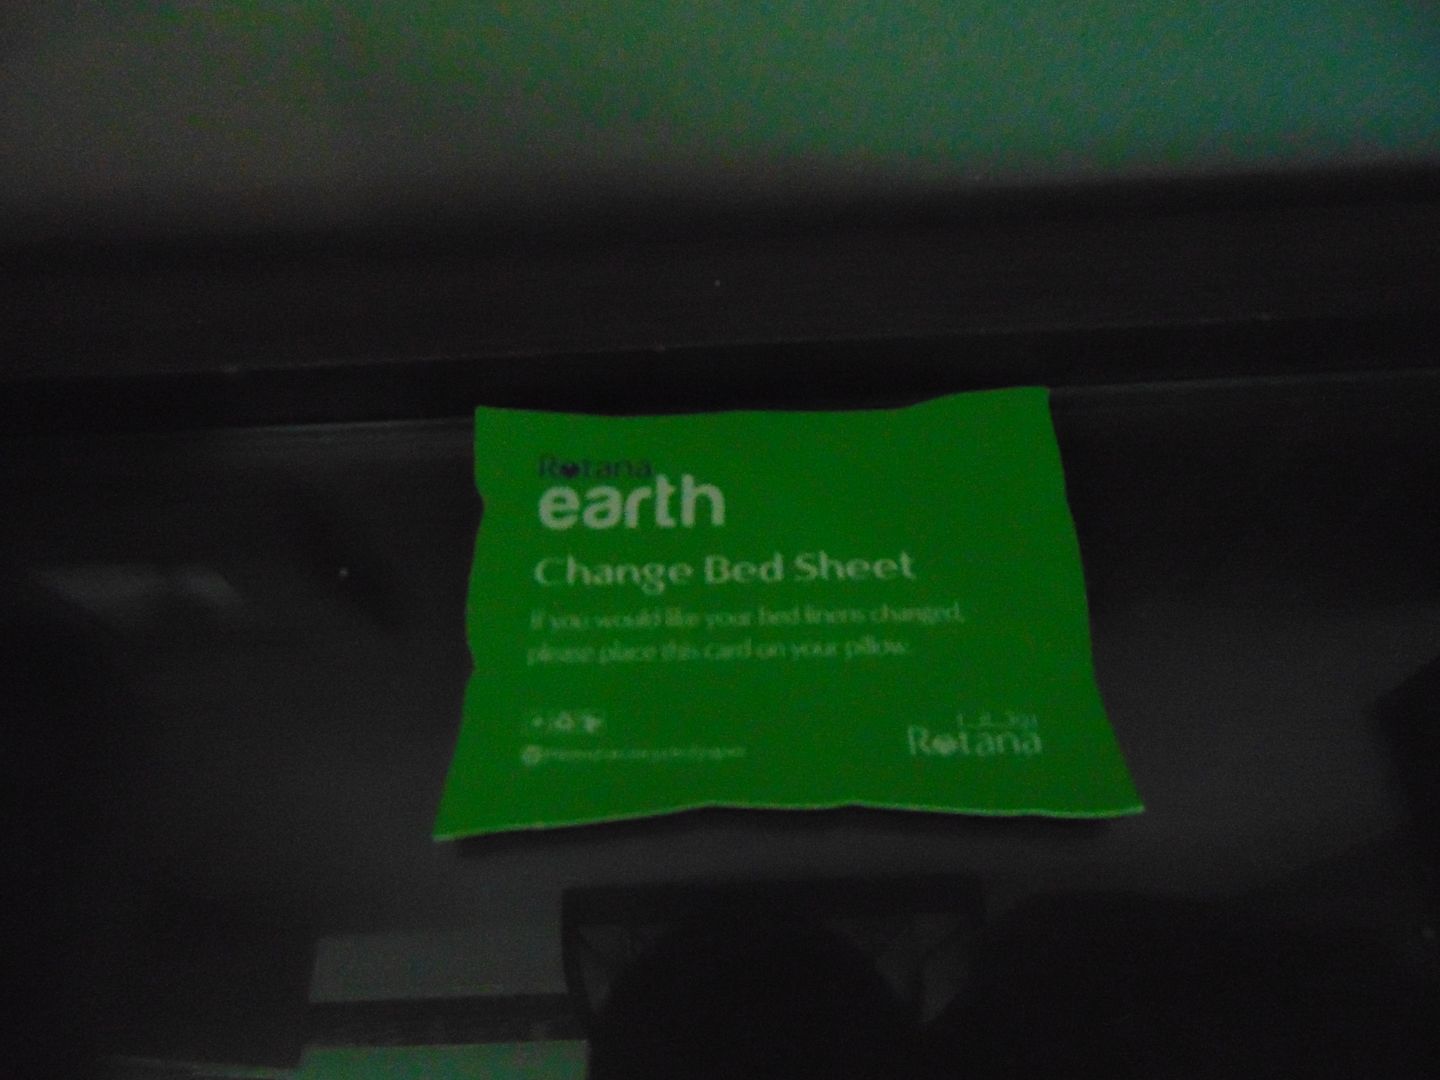 Rotana
earth
Change Bed Sheet
If you would like your bed linens changed,
please place this card on your pillow.
روتانا
Rotana